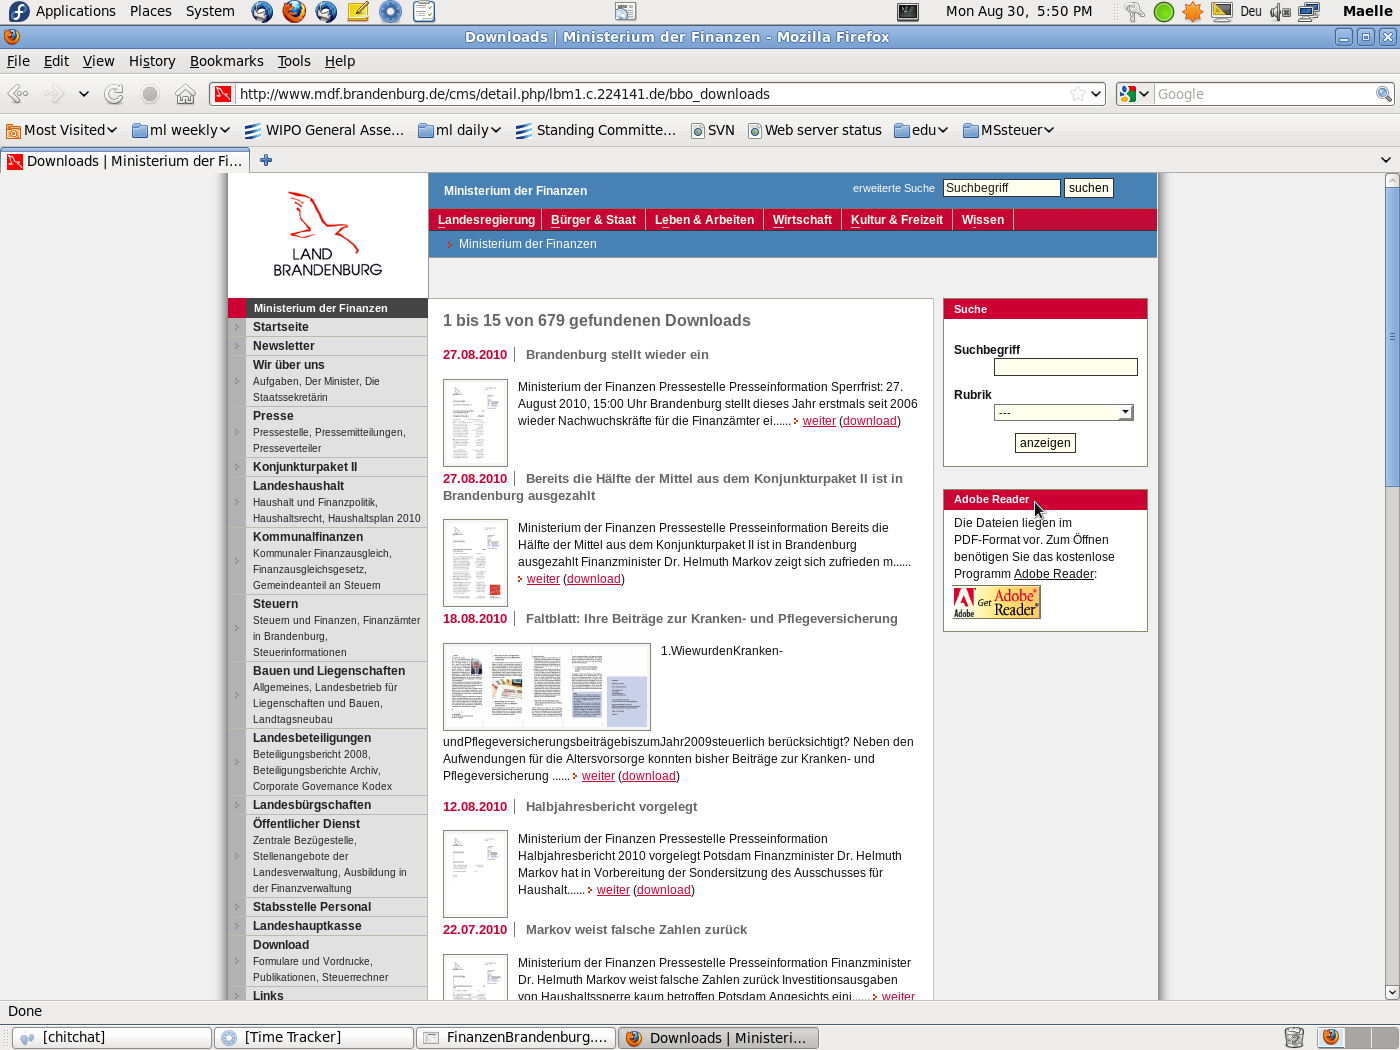 Applications Places System
Mon Aug 30, 5:50 PM
Deu
Maelle
Downloads | Ministerium der Finanzen - Mozilla Firefox
File Edit View History Bookmarks Tools Help
http://www.mdf.brandenburg.de/cms/detail.php/lbm1.c.224141.de/bbo_downloads
Google
Most Visited ml weekly WIPO General Asse... ml daily Standing Committe... SVN Web server status edu MSsteuer
Downloads | Ministerium der Fi...
LAND
BRANDENBURG
Ministerium der Finanzen
erweiterte Suche Suchbegriff suchen
Landesregierung Bürger & Staat Leben & Arbeiten Wirtschaft Kultur & Freizeit Wissen
Ministerium der Finanzen
Ministerium der Finanzen
Startseite
Newsletter
Wir über uns
Aufgaben, Der Minister, Die
Staatssekretärin
Presse
Pressestelle, Pressemitteilungen,
Presseverteiler
Konjunkturpaket II
Landeshaushalt
Haushalt und Finanzpolitik,
Haushaltsrecht, Haushaltsplan 2010
Kommunalfinanzen
Kommunaler Finanzausgleich,
Finanzausgleichsgesetz,
Gemeindeanteil an Steuern
Steuern
Steuern und Finanzen, Finanzämter
in Brandenburg,
Steuerinformationen
Bauen und Liegenschaften
Allgemeines, Landesbetrieb für
Liegenschaften und Bauen,
Landtagsneubau
Landesbeteiligungen
Beteiligungsbericht 2008,
Beteiligungsberichte Archiv,
Corporate Governance Kodex
Landesbürgschaften
Öffentlicher Dienst
Zentrale Bezügestelle,
Stellenangebote der
Landesverwaltung, Ausbildung in
der Finanzverwaltung
Stabsstelle Personal
Landeshauptkasse
Download
Formulare und Vordrucke,
Publikationen, Steuerrechner
Links
1 bis 15 von 679 gefundenen Downloads
27.08.2010 Brandenburg stellt wieder ein
Ministerium der Finanzen Pressestelle Presseinformation Sperrfrist: 27.
August 2010, 15:00 Uhr Brandenburg stellt dieses Jahr erstmals seit 2006
wieder Nachwuchskräfte für die Finanzämter ei...... weiter (download)
27.08.2010 Bereits die Hälfte der Mittel aus dem Konjunkturpaket II ist in
Brandenburg ausgezahlt
Ministerium der Finanzen Pressestelle Presseinformation Bereits die
Hälfte der Mittel aus dem Konjunkturpaket II ist in Brandenburg
ausgezahlt Finanzminister Dr. Helmuth Markov zeigt sich zufrieden m......
weiter (download)
18.08.2010 Faltblatt: Ihre Beiträge zur Kranken- und Pflegeversicherung
1.WiewurdenKranken-
undPflegeversicherungsbeiträgebiszumJahr2009steuerlich berücksichtigt? Neben den
Aufwendungen für die Altersvorsorge konnten bisher Beiträge zur Kranken- und
Pflegeversicherung ...... weiter (download)
12.08.2010 Halbjahresbericht vorgelegt
Ministerium der Finanzen Pressestelle Presseinformation
Halbjahresbericht 2010 vorgelegt Potsdam Finanzminister Dr. Helmuth
Markov hat in Vorbereitung der Sondersitzung des Ausschusses für
Haushalt...... weiter (download)
22.07.2010 Markov weist falsche Zahlen zurück
Ministerium der Finanzen Pressestelle Presseinformation Finanzminister
Dr. Helmuth Markov weist falsche Zahlen zurück Investitionsausgaben
von Haushaltssperre kaum betroffen Potsdam Angesichts eini...... weiter
Suche
Suchbegriff
Rubrik
---
anzeigen
Adobe Reader
Die Dateien liegen im
PDF-Format vor. Zum Öffnen
benötigen Sie das kostenlose
Programm Adobe Reader:
Adobe
Get Adobe®
Reader®
Done
[chitchat] [Time Tracker] FinanzenBrandenburg.... Downloads | Ministeri...